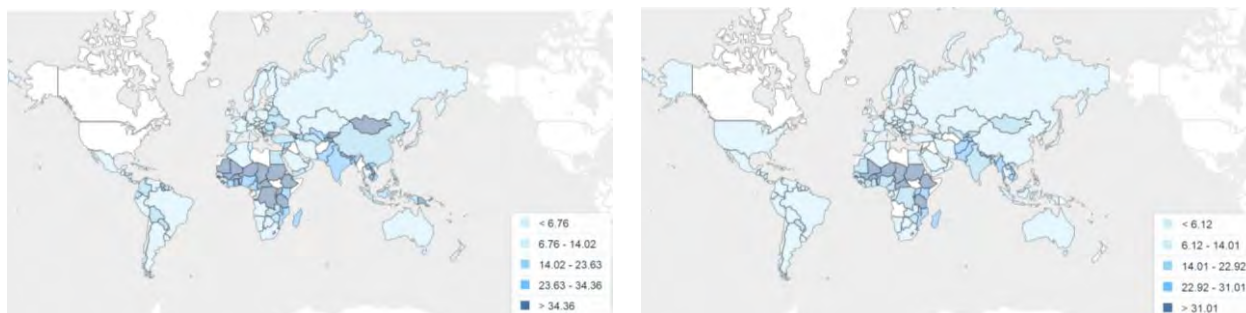 < 6.76
6.76 - 14.02
14.02 - 23.63
23.63 - 34.36
> 34.36
< 6.12
6.12 - 14.01
14.01 - 22.92
22.92 - 31.01
> 31.01